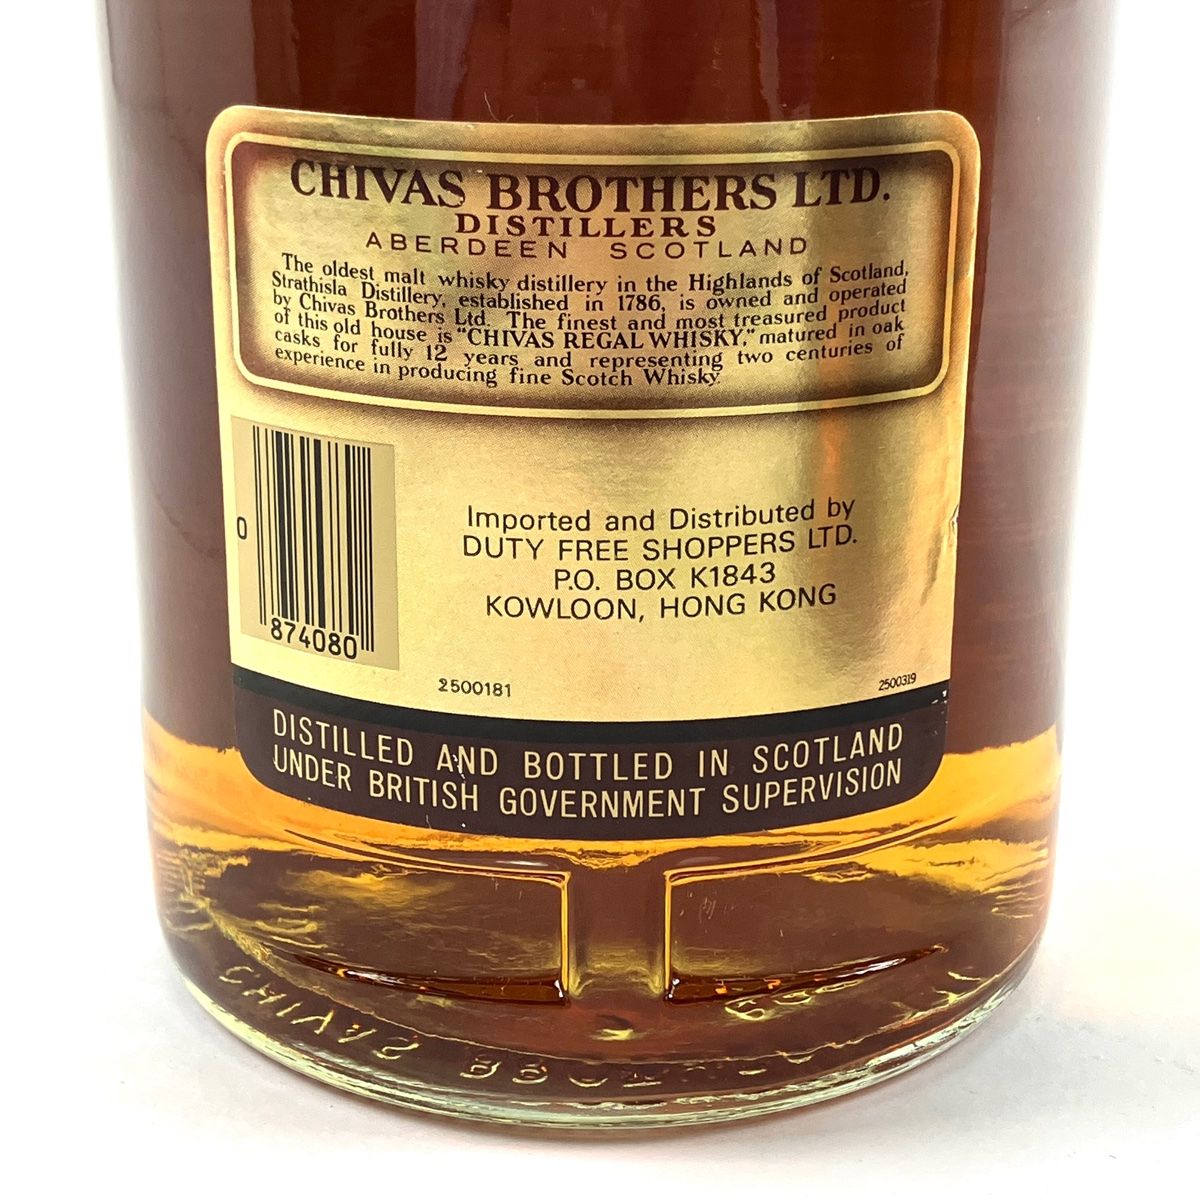 CHIVAS BROTHERS LTD.
DISTILLERS
ABERDEEN SCOTLAND
The oldest malt whisky distillery in the Highlands of Scotland,
Strathisla Distillery, established in 1786, is owned and operated
by Chivas Brothers Ltd. The finest and most treasured product
of this old house is "CHIVAS REGAL WHISKY," matured in oak
casks for fully 12 years and representing two centuries of
experience in producing fine Scotch Whisky.
0
874080
Imported and Distributed by
DUTY FREE SHOPPERS LTD.
P.O. BOX K1843
KOWLOON, HONG KONG
2500181
2500319
DISTILLED AND BOTTLED IN SCOTLAND
UNDER BRITISH GOVERNMENT SUPERVISION